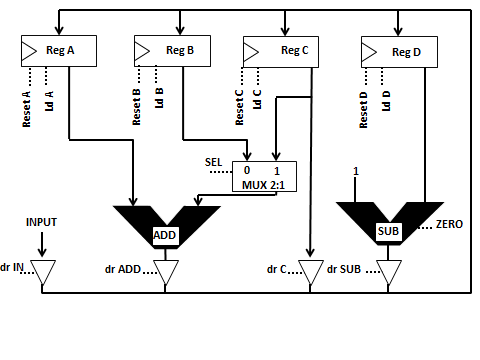 Reg A
Reg B
Reg C
Reg D
Reset A
Ld A
Reset B
Ld B
Reset C
Ld C
Reset D
Ld D
SEL
0 1
MUX 2:1
1
INPUT
ADD
SUB
ZERO
dr IN
dr ADD
dr C
dr SUB